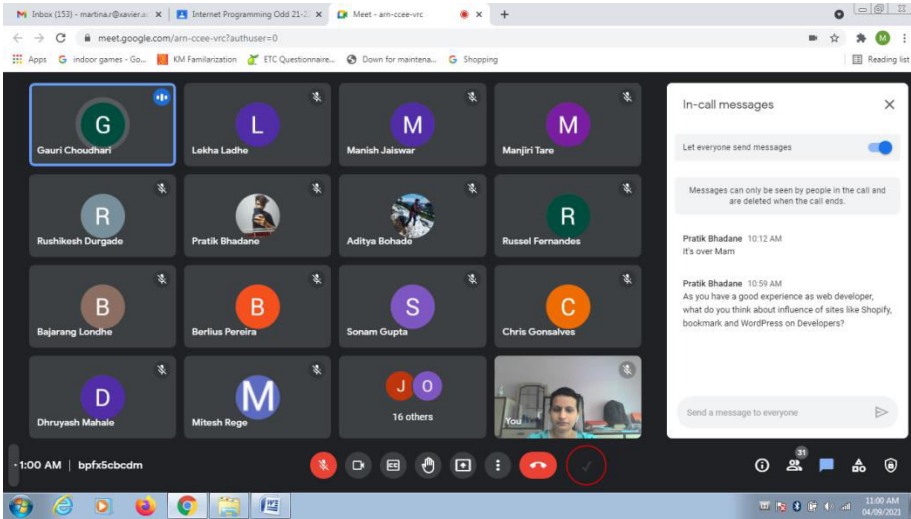 Inbox (153) - martina.r@xavier.a
Internet Programming Odd 21-2
Meet - arn-ccee-vrc
meet.google.com/arn-ccee-vrc?authuser=0
M
Apps
indoor games - Go...
KM Familarization
ETC Questionnaire...
Down for maintena...
Shopping
Reading list
G
Gauri Choudhari
L
Lekha Ladhe
M
Manish Jaiswar
M
Manjiri Tare
R
Rushikesh Durgade
Pratik Bhadane
Aditya Bohade
R
Russel Fernandes
B
Bajarang Londhe
B
Berlius Pereira
S
Sonam Gupta
C
Chris Gonsalves
D
Dhruyash Mahale
M
Mitesh Rege
J O
16 others
You
In-call messages
Let everyone send messages
Messages can only be seen by people in the call and
are deleted when the call ends.
Pratik Bhadane 10:12 AM
It's over Mam
Pratik Bhadane 10:59 AM
As you have a good experience as web developer,
what do you think about influence of sites like Shopify,
bookmark and WordPress on Developers?
Send a message to everyone
1:00 AM | bpfx5cbcdm
CC
31
11:00 AM
04/09/2021